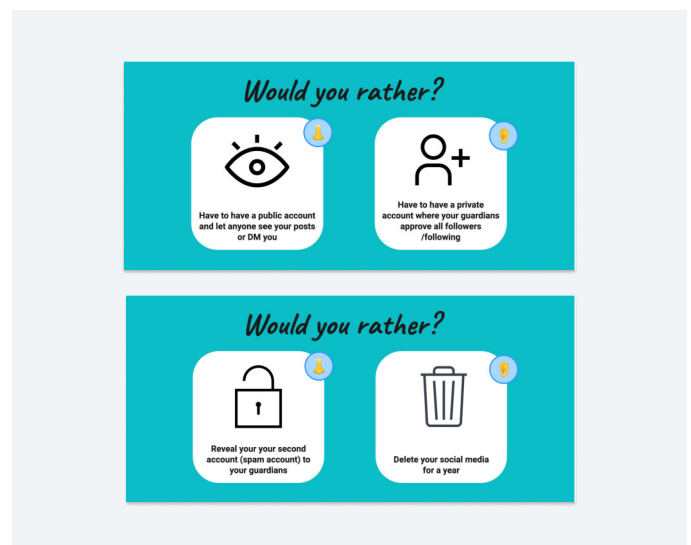 Would you rather?
Have to have a public account
and let anyone see your posts
or DM you
Have to have a private
account where your guardians
approve all followers
/following
Would you rather?
Reveal your your second
account (spam account) to
your guardians
Delete your social media
for a year